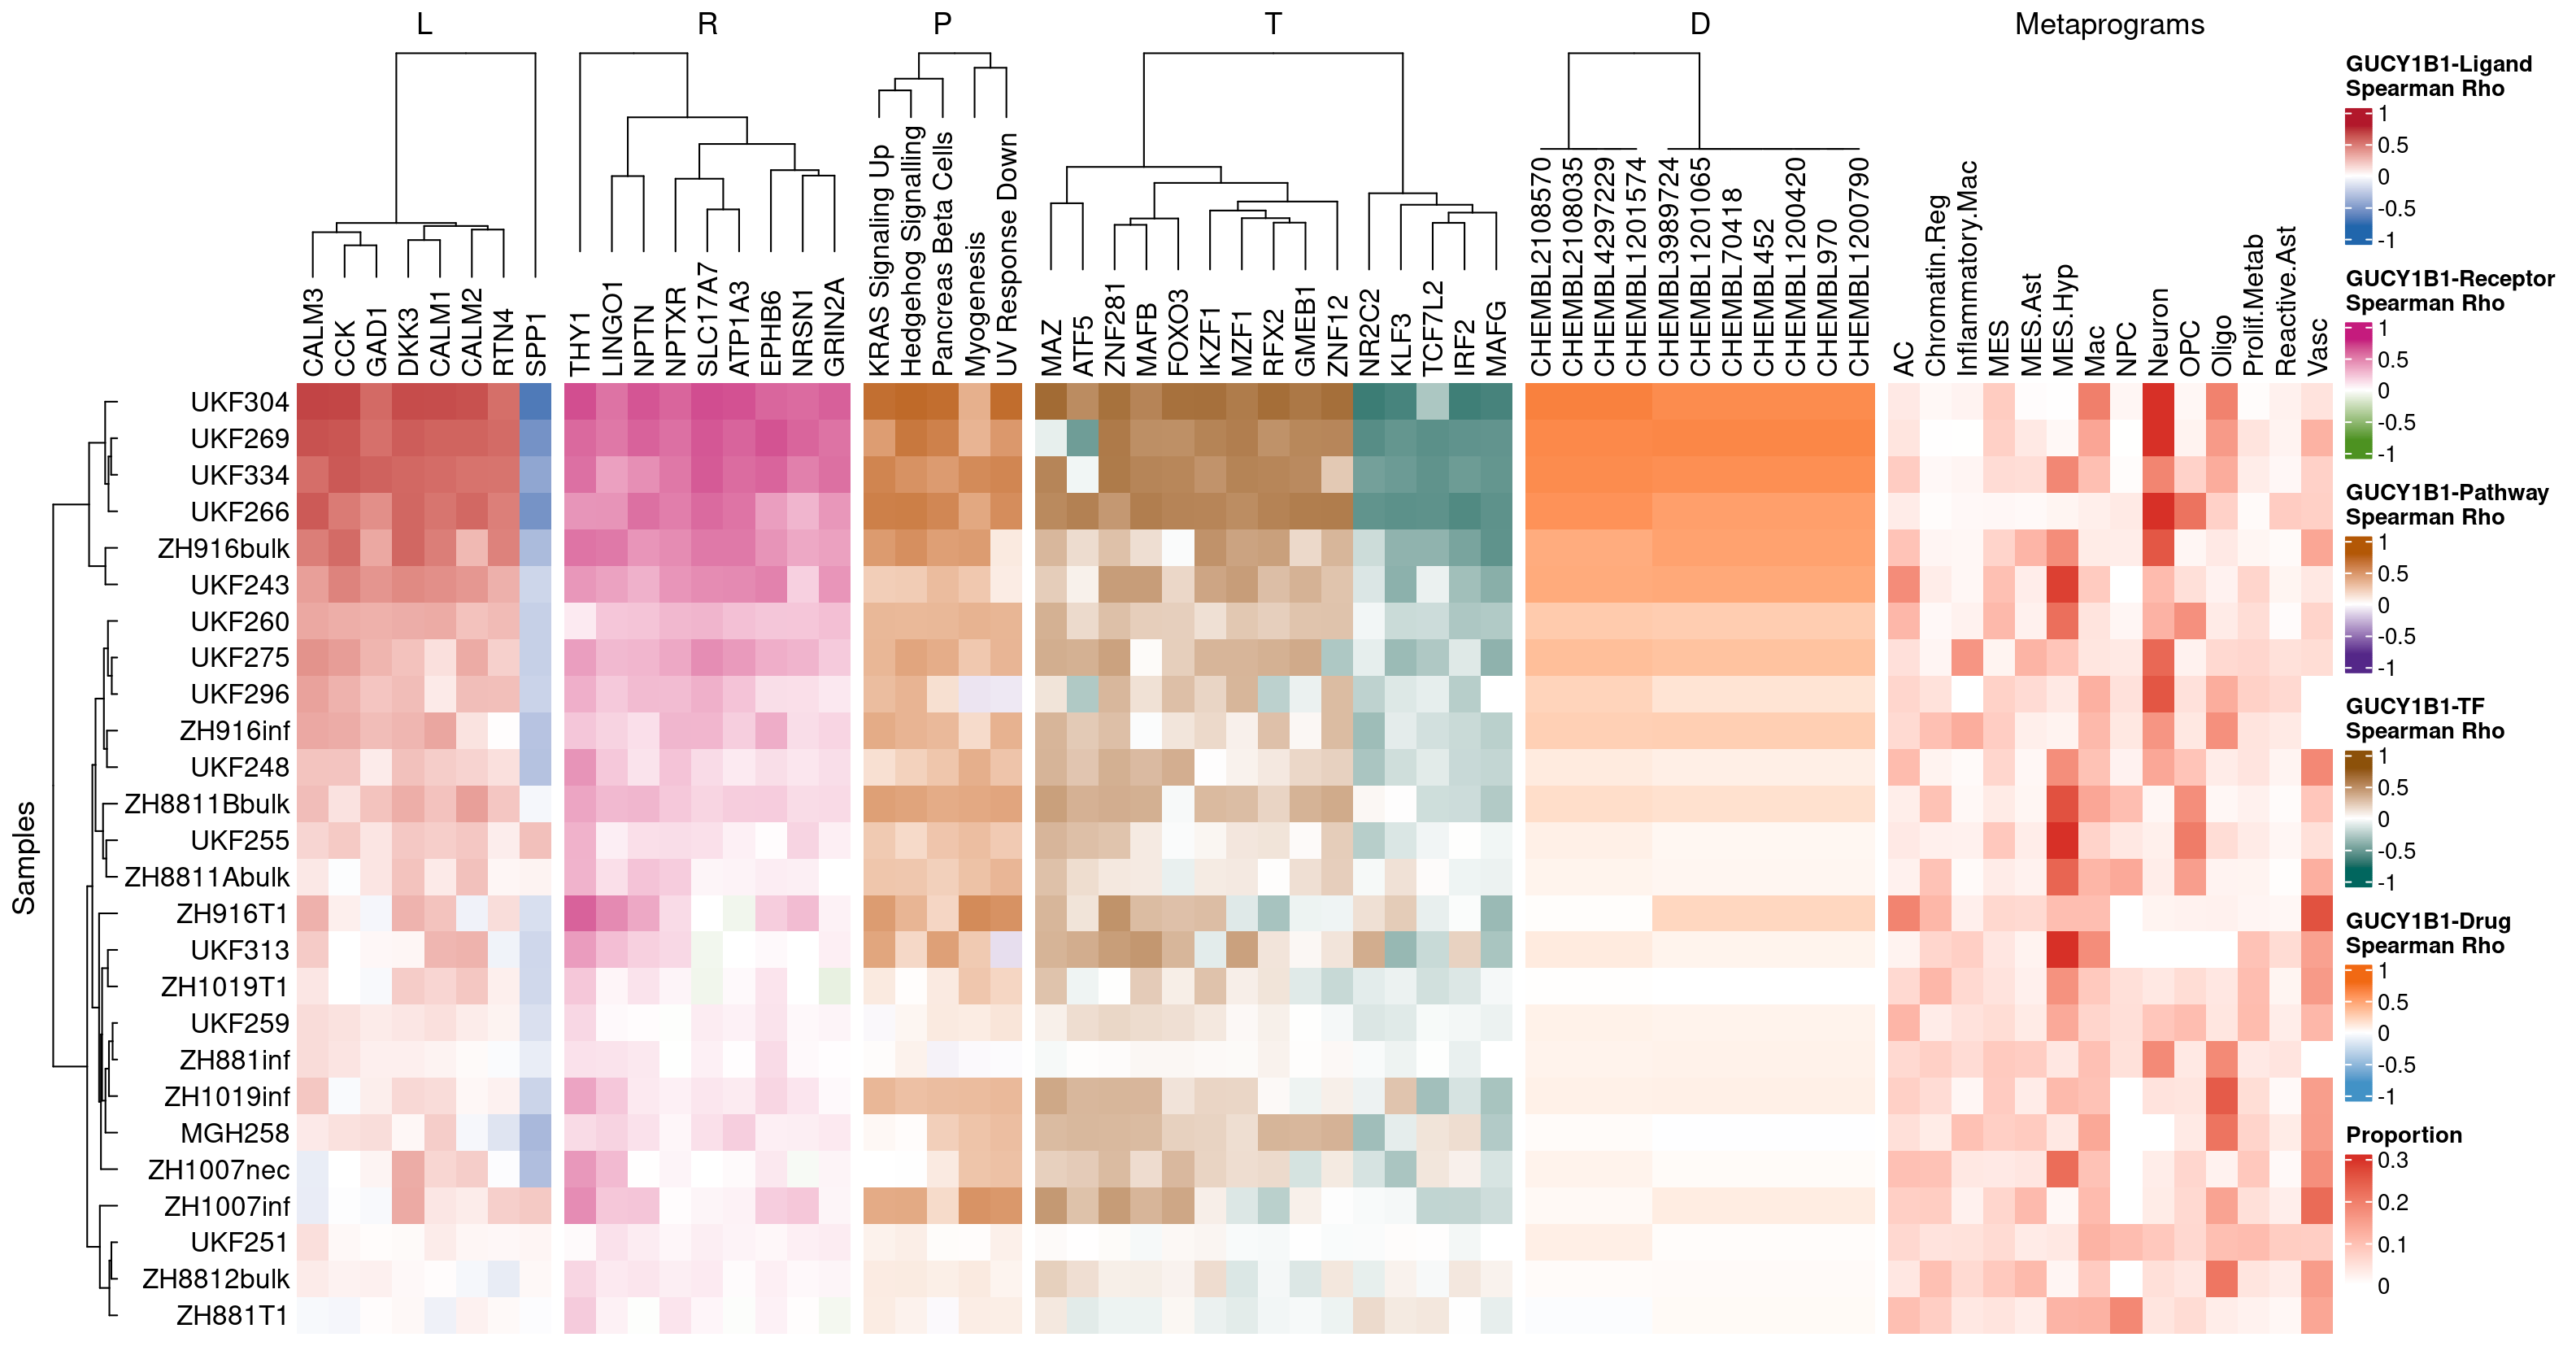 L
R
P
T
D
Metaprograms
CALM3
CCK
GAD1
DKK3
CALM1
CALM2
RTN4
SPP1
THY1
LINGO1
NPTN
NPTXR
SLC17A7
ATP1A3
EPHB6
NRSN1
GRIN2A
KRAS Signaling Up
Hedgehog Signalling
Pancreas Beta Cells
Myogenesis
UV Response Down
MAZ
ATF5
ZNF281
MAFB
FOXO3
IKZF1
MZF1
RFX2
GMEB1
ZNF12
NR2C2
KLF3
TCF7L2
IRF2
MAFG
CHEMBL2108570
CHEMBL2108035
CHEMBL4297229
CHEMBL1201574
CHEMBL3989724
CHEMBL1201065
CHEMBL70418
CHEMBL452
CHEMBL1200420
CHEMBL970
CHEMBL1200790
AC
Chromatin.Reg
Inflammatory.Mac
MES
MES.Ast
MES.Hyp
Mac
NPC
Neuron
OPC
Oligo
Prolif.Metab
Reactive.Ast
Vasc
Samples
UKF304
UKF269
UKF334
UKF266
ZH916bulk
UKF243
UKF260
UKF275
UKF296
ZH916inf
UKF248
ZH8811Bbulk
UKF255
ZH8811Abulk
ZH916T1
UKF313
ZH1019T1
UKF259
ZH881inf
ZH1019inf
MGH258
ZH1007nec
ZH1007inf
UKF251
ZH8812bulk
ZH881T1
GUCY1B1-Ligand
Spearman Rho
1
0.5
0
-0.5
-1
GUCY1B1-Receptor
Spearman Rho
1
0.5
0
-0.5
-1
GUCY1B1-Pathway
Spearman Rho
1
0.5
0
-0.5
-1
GUCY1B1-TF
Spearman Rho
1
0.5
0
-0.5
-1
GUCY1B1-Drug
Spearman Rho
1
0.5
0
-0.5
-1
Proportion
0.3
0.2
0.1
0